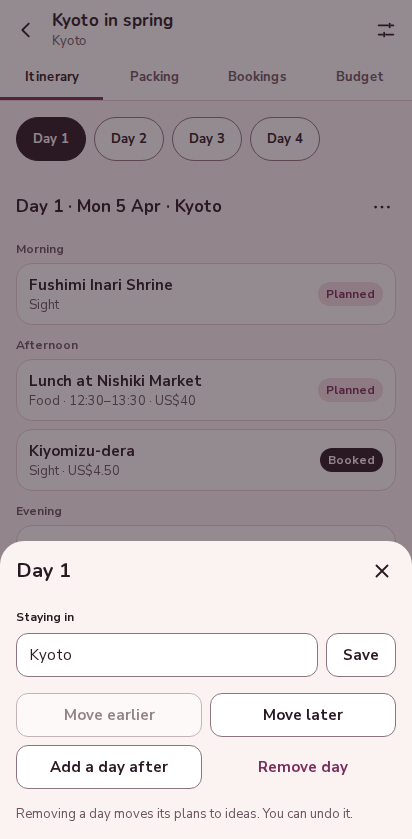 Kyoto in spring
Kyoto
Itinerary Packing Bookings Budget
Day 1 Day 2 Day 3 Day 4
Day 1 · Mon 5 Apr · Kyoto
Morning
Fushimi Inari Shrine
Sight
Planned
Afternoon
Lunch at Nishiki Market
Food · 12:30–13:30 · US$40
Planned
Kiyomizu-dera
Sight · US$4.50
Booked
Evening
Day 1
Staying in
Kyoto
Save
Move earlier
Move later
Add a day after
Remove day
Removing a day moves its plans to ideas. You can undo it.